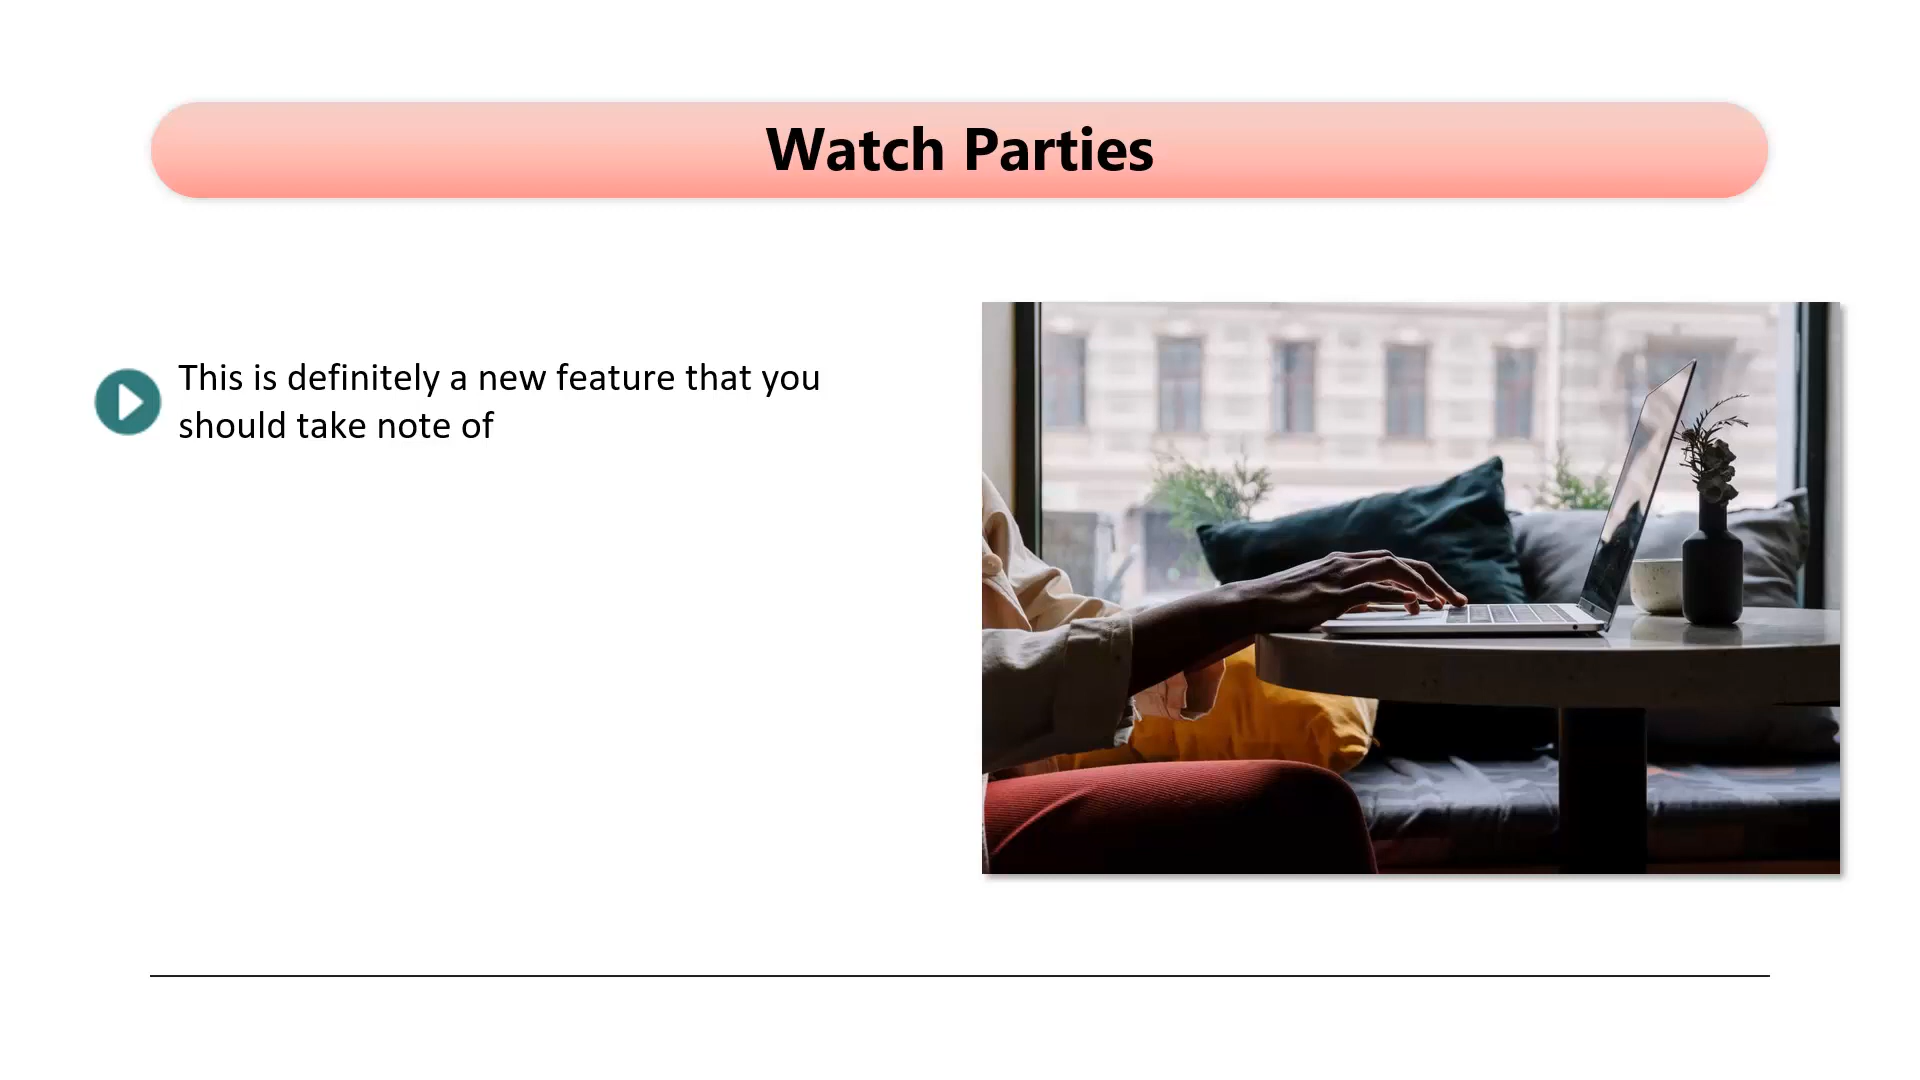 Watch Parties
This is definitely a new feature that you
should take note of